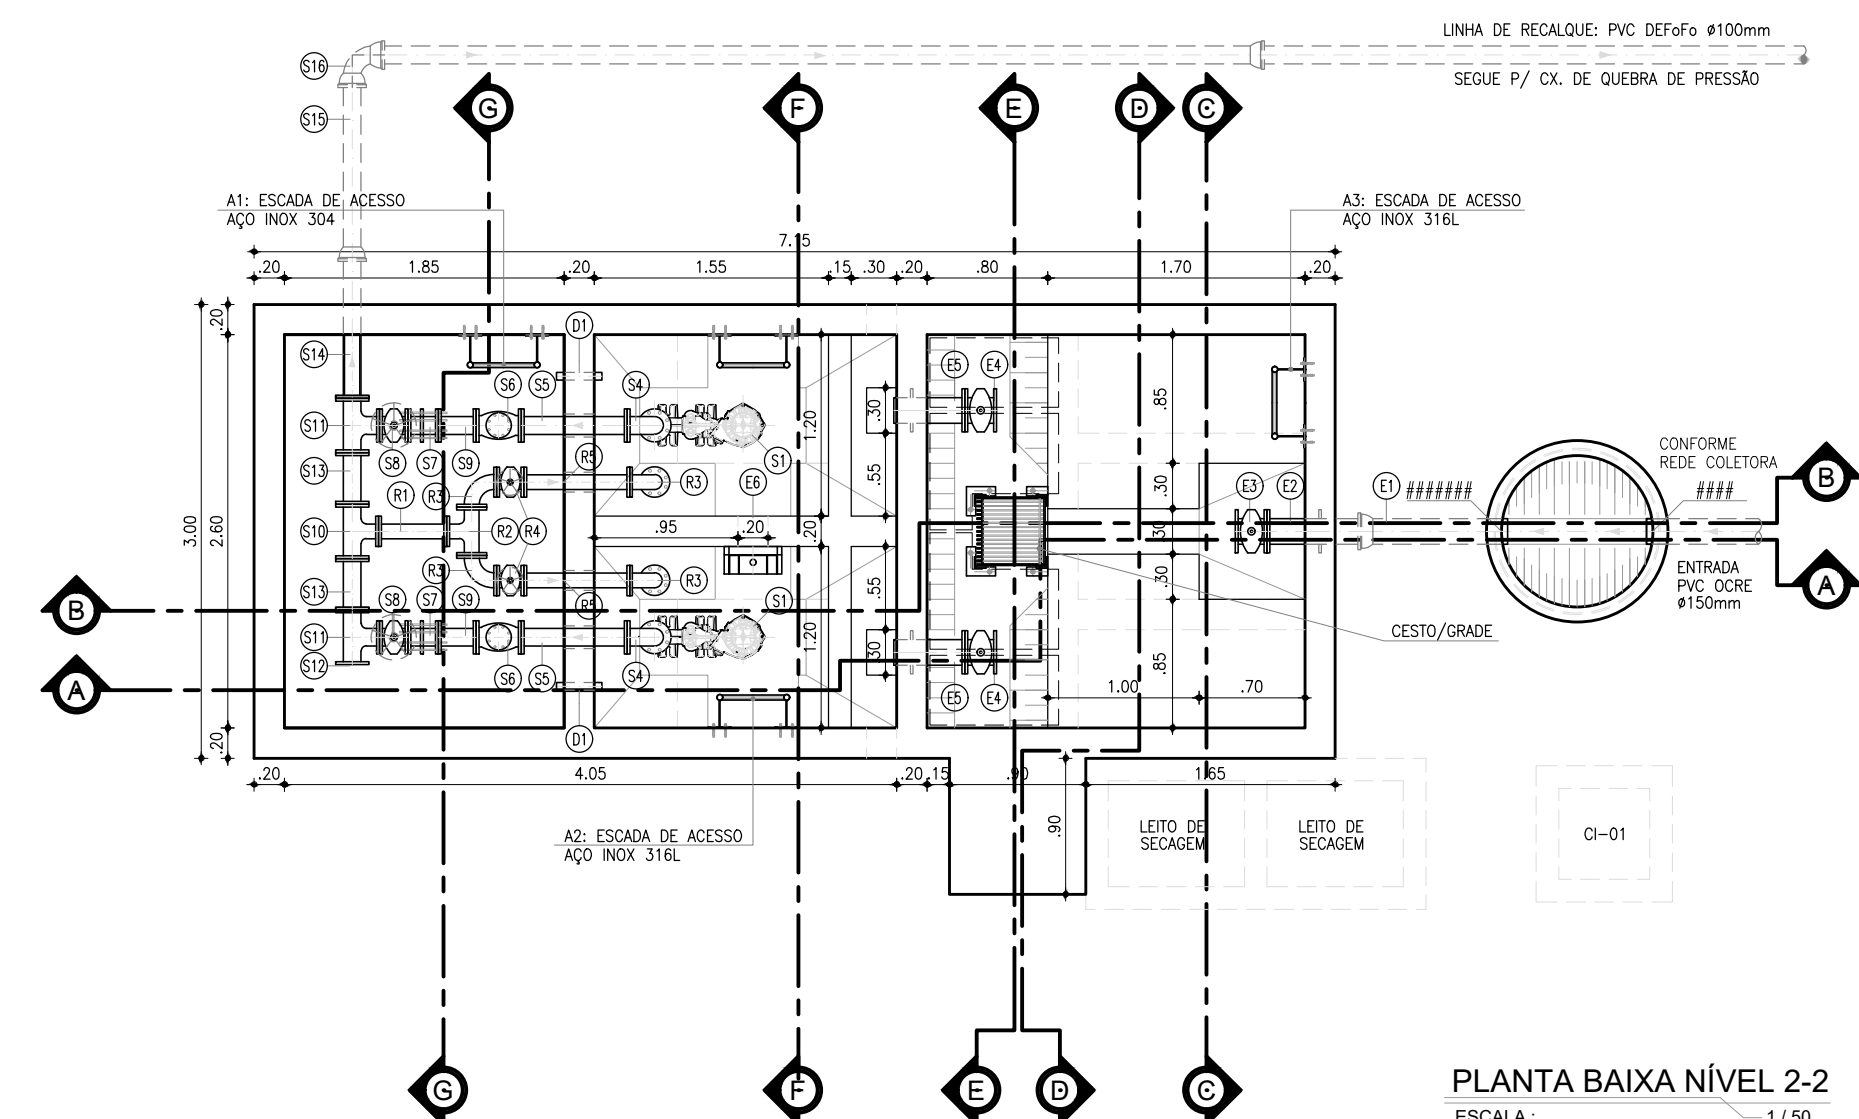 LINHA DE RECALQUE: PVC DEFoFo ø100mm
SEGUE P/ CX. DE QUEBRA DE PRESSÃO
S16
S15
G
F
E
D
C
A1: ESCADA DE ACESSO
AÇO INOX 304
A3: ESCADA DE ACESSO
AÇO INOX 316L
7.15
.20
1.85
.20
1.55
.15
.30
.20
.80
1.70
.20
.20
D1
S14
S6
S5
S4
E5
E4
.85
.30
1.20
S11
S8
S7
S9
R5
S1
CONFORME
REDE COLETORA
B
S13
R1
R3
R3
E6
.55
.30
E3
E2
E1
#######
####
3.00
2.60
S10
R2
R4
.95
.20
.20
.30
ENTRADA
PVC OCRE
ø150mm
A
R3
R3
.55
.30
S13
S8
S7
S9
R5
S1
B
S11
1.20
.30
CESTO/GRADE
S12
S6
S5
S4
.85
A
E5
E4
1.00
.70
.20
D1
.20
4.05
.20
.15
.90
1.65
.90
A2: ESCADA DE ACESSO
AÇO INOX 316L
LEITO DE
SECAGEM
LEITO DE
SECAGEM
CI-01
G
F
E
D
C
PLANTA BAIXA NÍVEL 2-2
ESCALA :
1 / 50